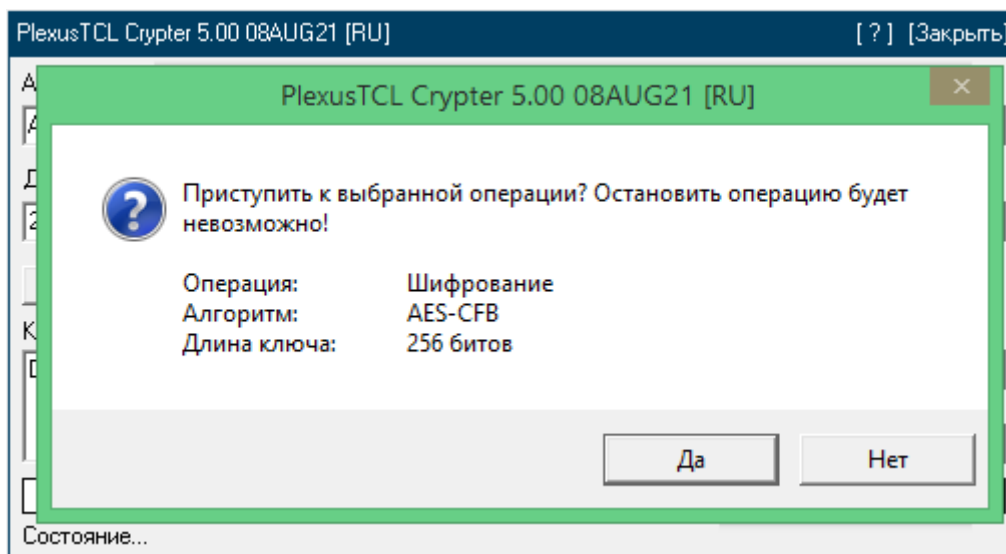 PlexusTCL Crypter 5.00 08AUG21 [RU] [ ? ] [Закрыть]
PlexusTCL Crypter 5.00 08AUG21 [RU]
Приступить к выбранной операции? Остановить операцию будет
невозможно!
Операция: Шифрование
Алгоритм: AES-CFB
Длина ключа: 256 битов
Да Нет
Состояние...